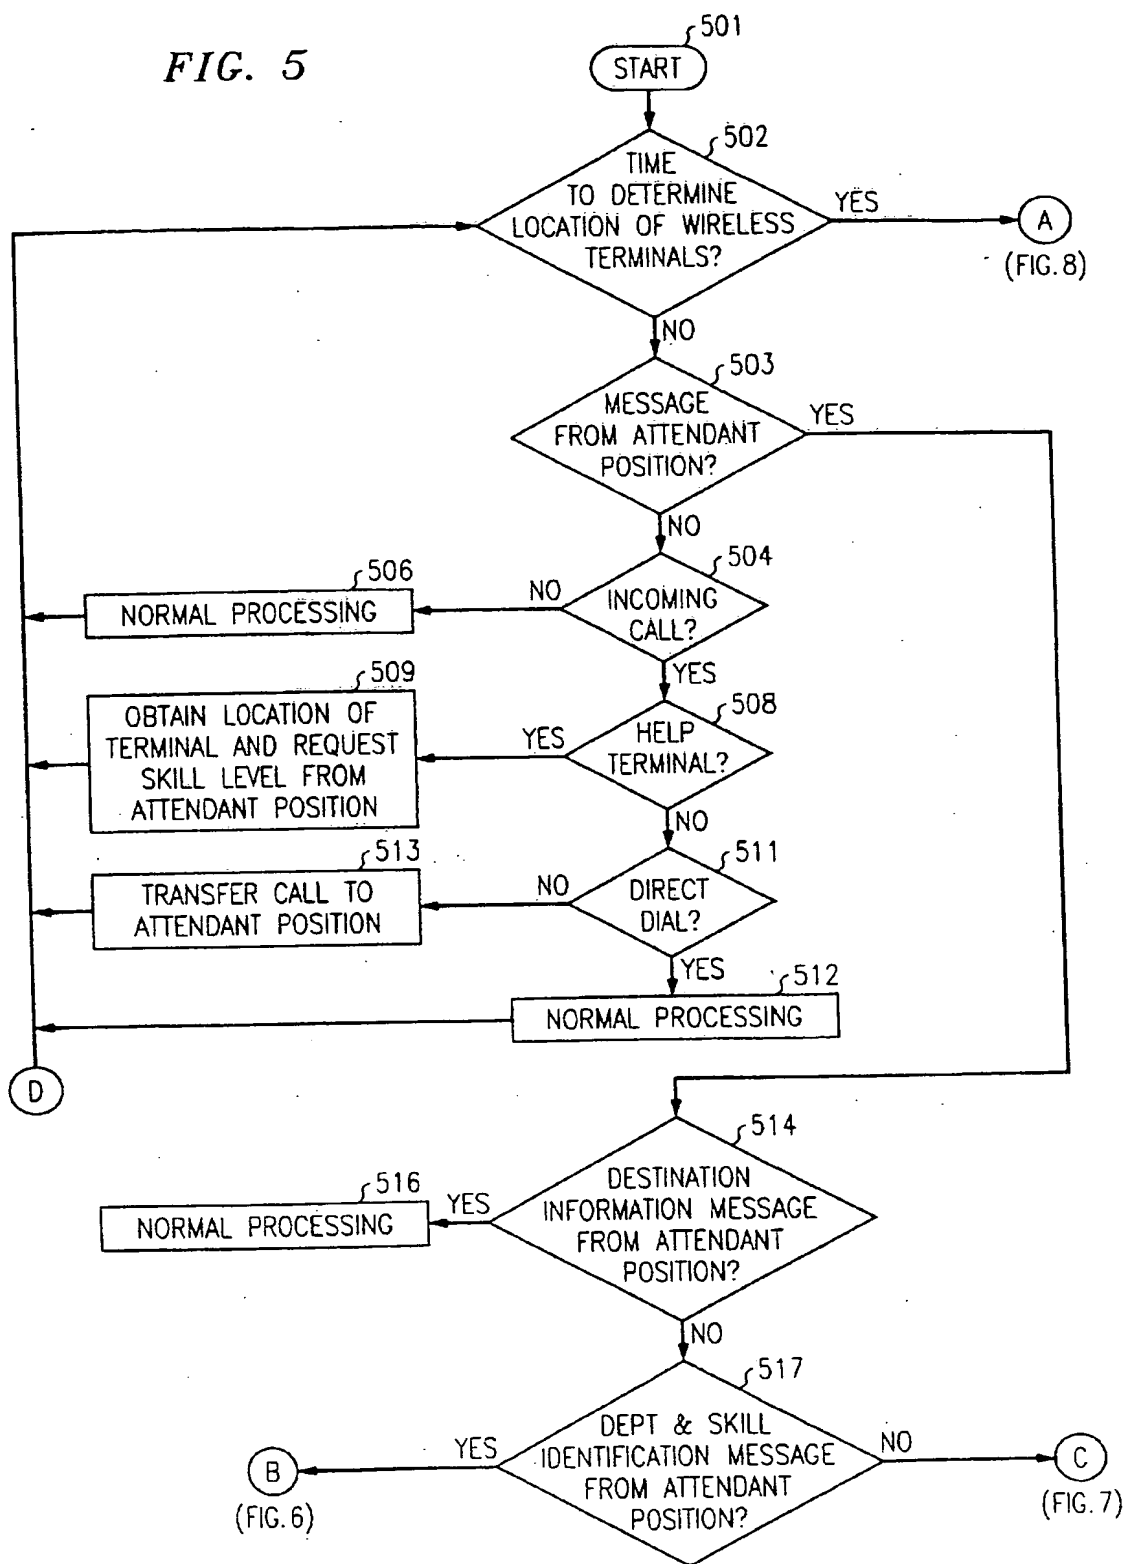 FIG. 5
501
START
502
TIME
TO DETERMINE
LOCATION OF WIRELESS
TERMINALS?
YES
A
(FIG. 8)
NO
503
MESSAGE
FROM ATTENDANT
POSITION?
YES
NO
504
INCOMING
CALL?
NO
506
NORMAL PROCESSING
YES
508
HELP
TERMINAL?
YES
509
OBTAIN LOCATION OF
TERMINAL AND REQUEST
SKILL LEVEL FROM
ATTENDANT POSITION
NO
511
DIRECT
DIAL?
NO
513
TRANSFER CALL TO
ATTENDANT POSITION
YES
512
NORMAL PROCESSING
D
514
DESTINATION
INFORMATION MESSAGE
FROM ATTENDANT
POSITION?
YES
516
NORMAL PROCESSING
NO
517
DEPT & SKILL
IDENTIFICATION MESSAGE
FROM ATTENDANT
POSITION?
YES
B
(FIG. 6)
NO
C
(FIG. 7)